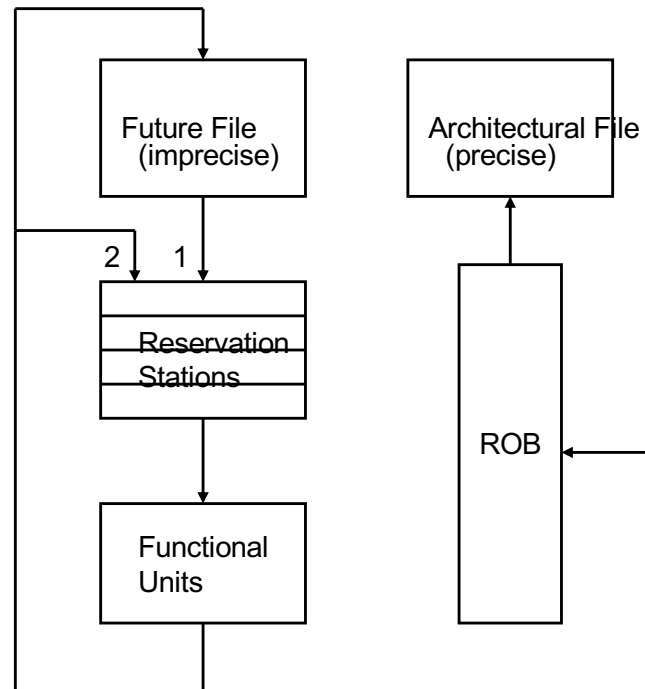 Future File
(imprecise)
Architectural File
(precise)
2 1
Reservation
Stations
ROB
Functional
Units